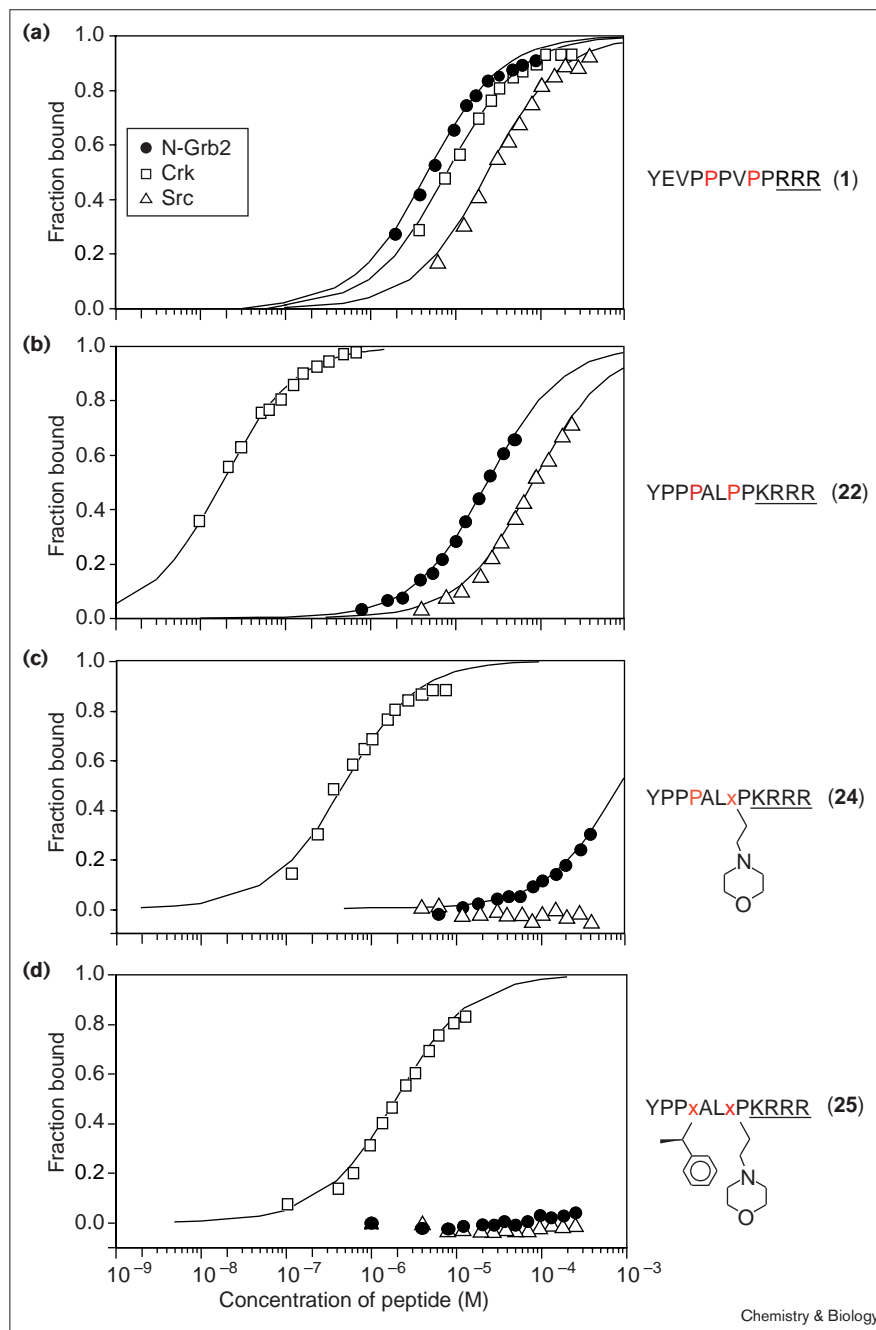 (a)
1.0
0.8
0.6
0.4
0.2
0.0
Fraction bound
N-Grb2
Crk
Src
YEVPPPVPPRRR (1)
(b)
1.0
0.8
0.6
0.4
0.2
0.0
Fraction bound
YPPPALPPKRRR (22)
(c)
1.0
0.8
0.6
0.4
0.2
0.0
Fraction bound
YPPPALxPKRRR (24)
N
O
(d)
1.0
0.8
0.6
0.4
0.2
0.0
Fraction bound
YPPxALxPKRRR (25)
N
O
10⁻⁹ 10⁻⁸ 10⁻⁷ 10⁻⁶ 10⁻⁵ 10⁻⁴ 10⁻³
Concentration of peptide (M)
Chemistry & Biology